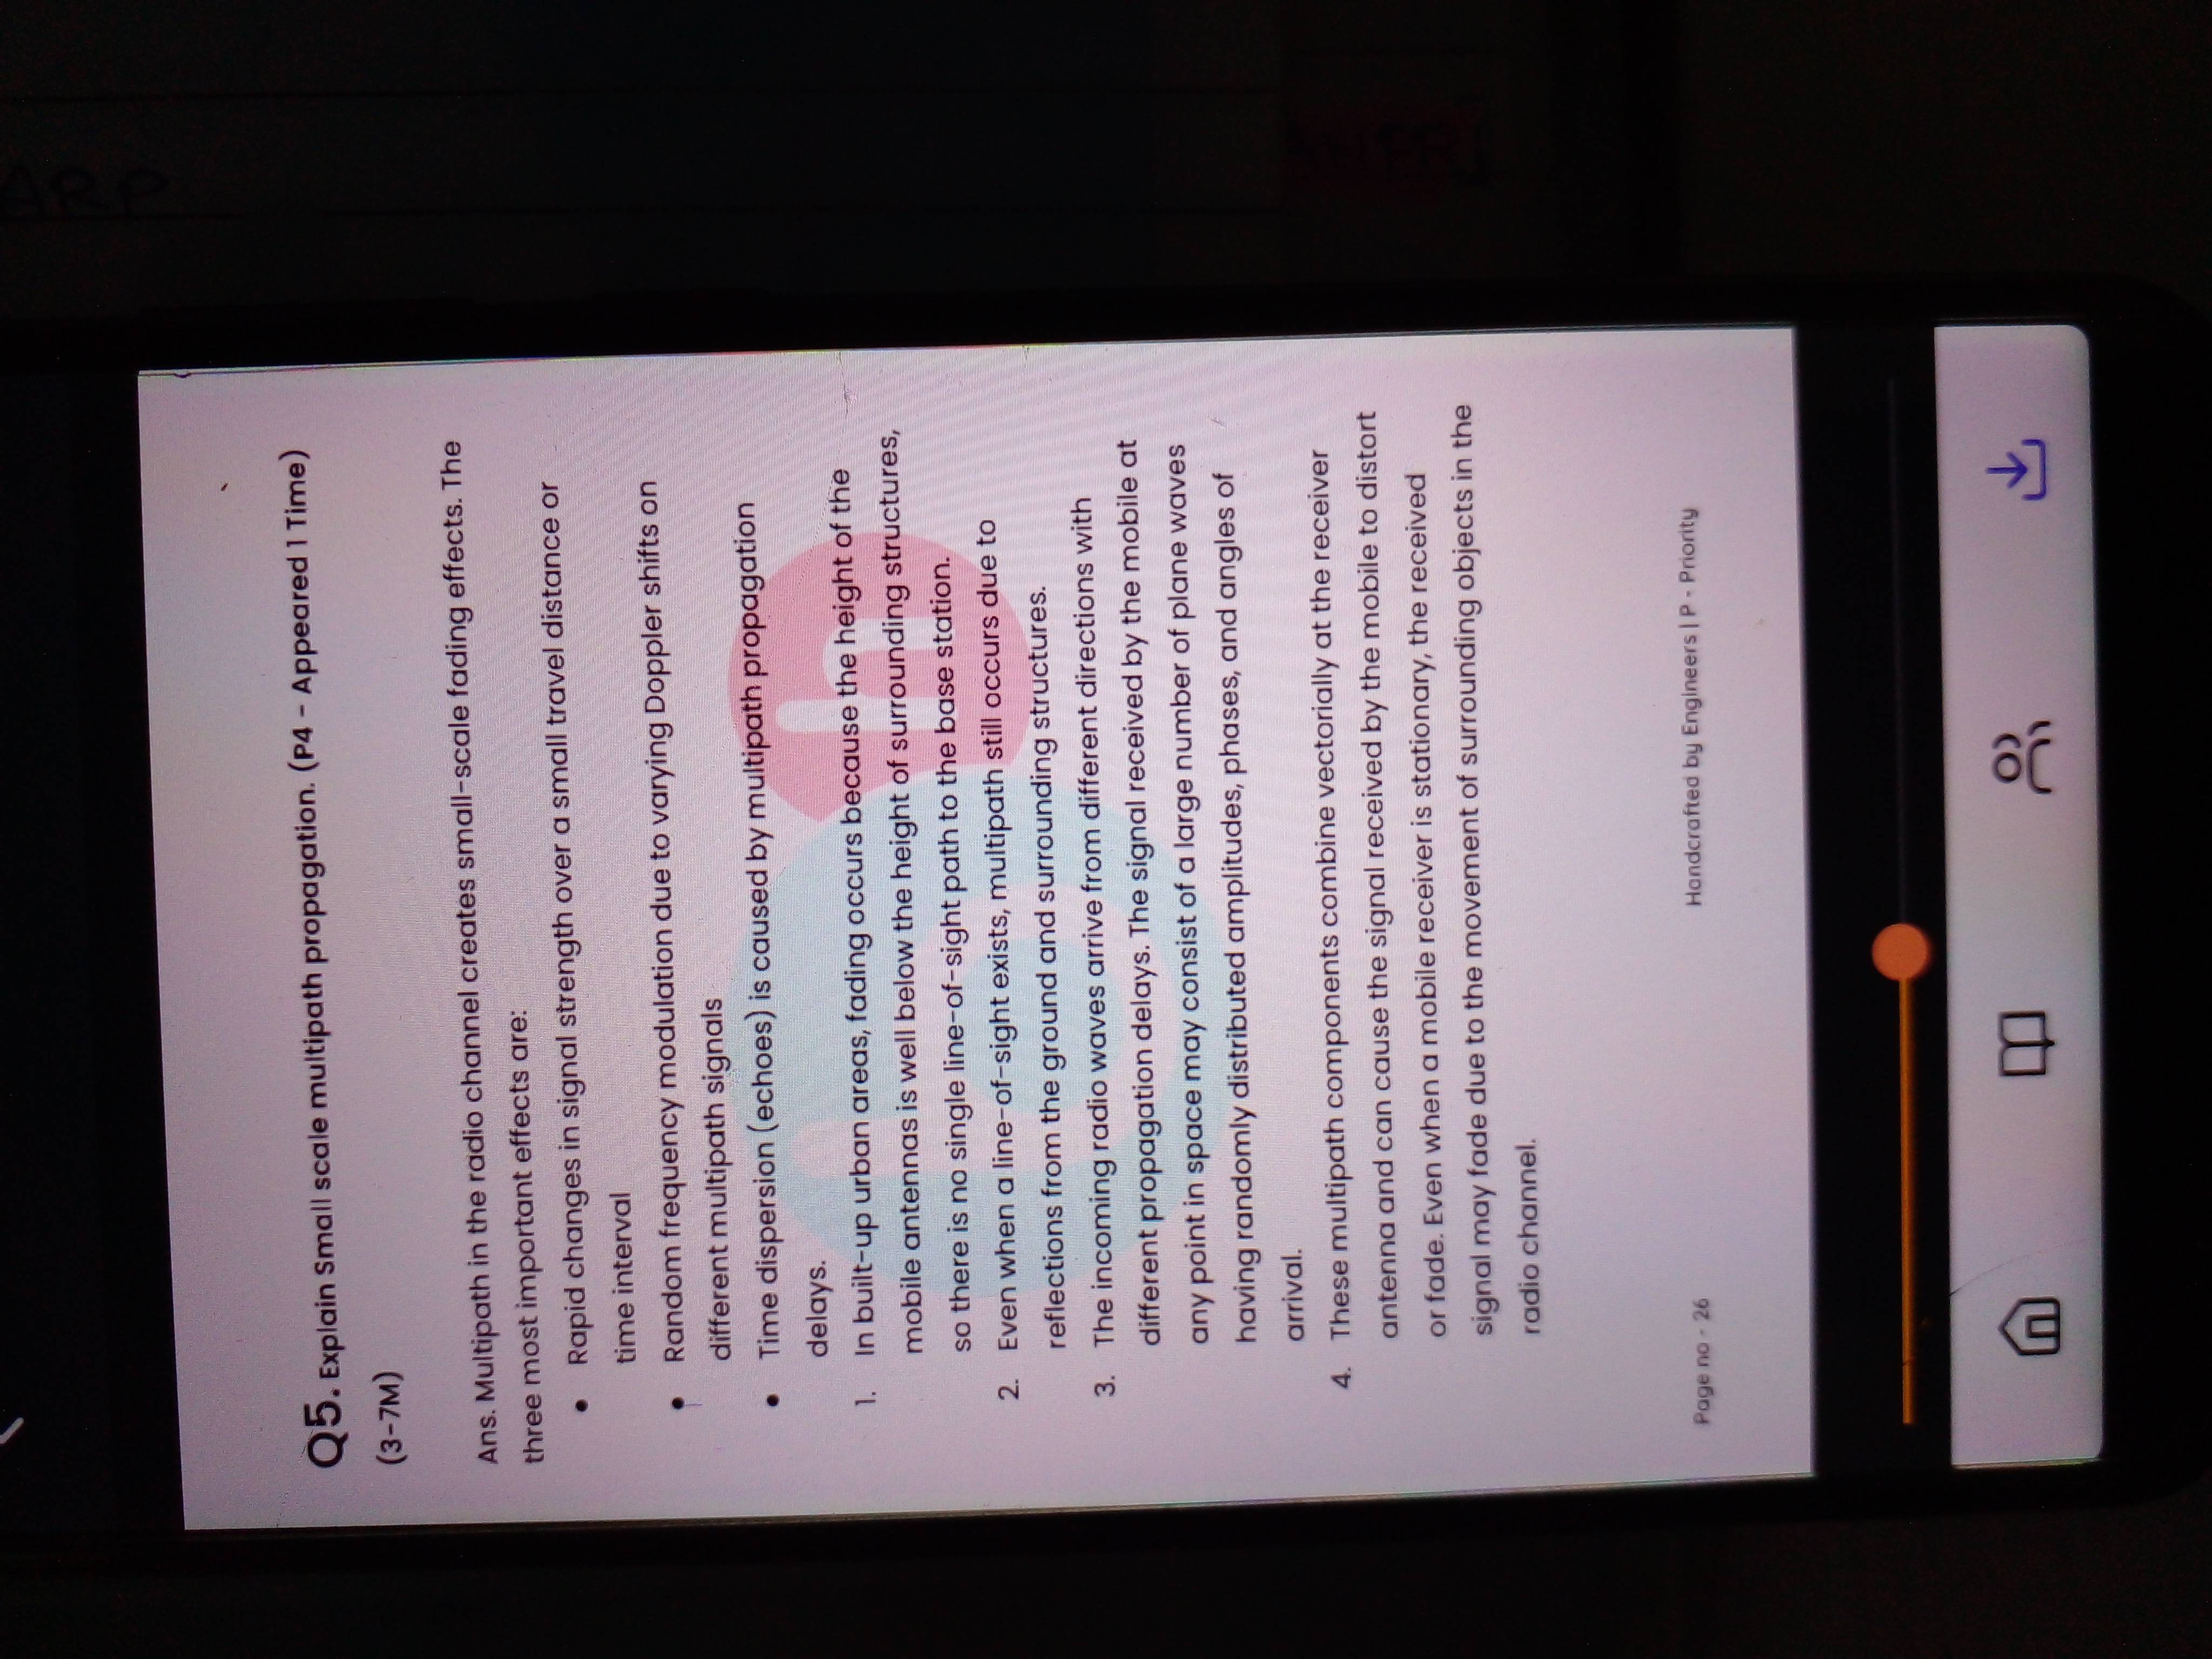 Q5. Explain Small scale multipath propagation. (P4 - Appeared 1 Time)
(3-7M)
Ans. Multipath in the radio channel creates small-scale fading effects. The
three most important effects are:
• Rapid changes in signal strength over a small travel distance or
time interval
• Random frequency modulation due to varying Doppler shifts on
different multipath signals
• Time dispersion (echoes) is caused by multipath propagation
delays.
1. In built-up urban areas, fading occurs because the height of the
mobile antennas is well below the height of surrounding structures,
so there is no single line-of-sight path to the base station.
2. Even when a line-of-sight exists, multipath still occurs due to
reflections from the ground and surrounding structures.
3. The incoming radio waves arrive from different directions with
different propagation delays. The signal received by the mobile at
any point in space may consist of a large number of plane waves
having randomly distributed amplitudes, phases, and angles of
arrival.
4. These multipath components combine vectorially at the receiver
antenna and can cause the signal received by the mobile to distort
or fade. Even when a mobile receiver is stationary, the received
signal may fade due to the movement of surrounding objects in the
radio channel.
Page no - 26
Handcrafted by Engineers | P - Priority